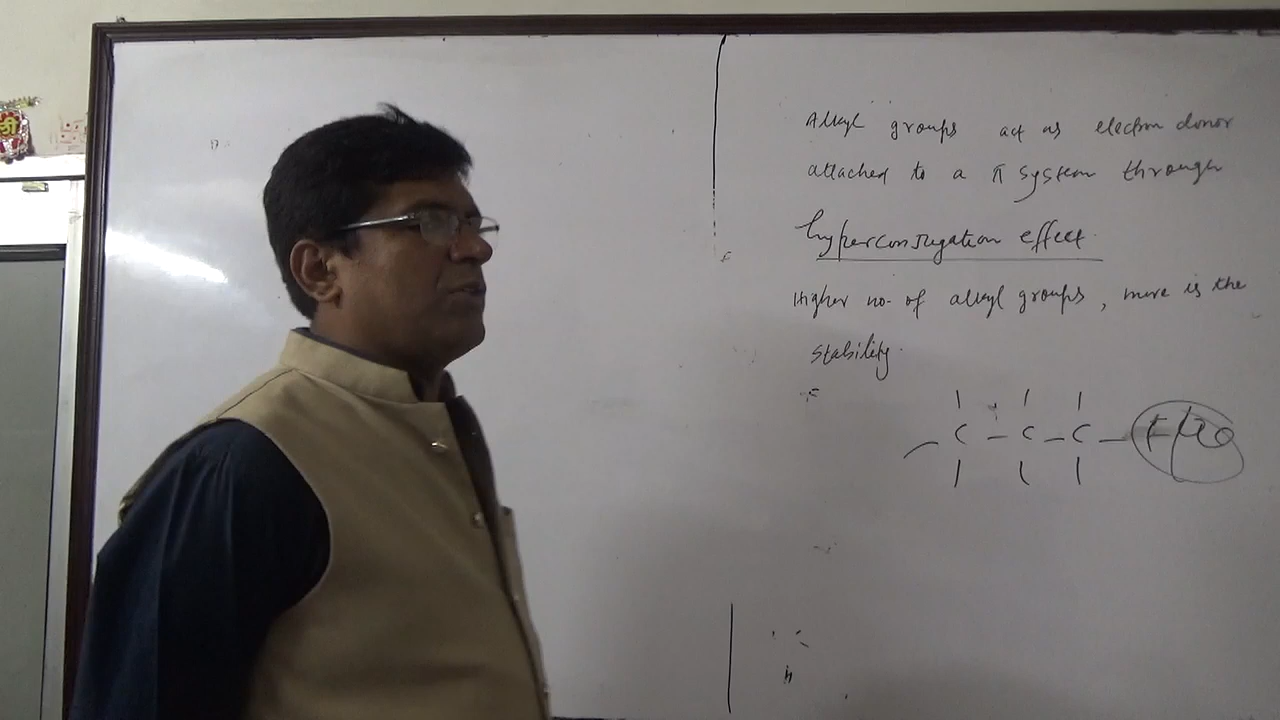 श्री
Alkyl groups act as electron donor
attached to a π system through
hyperconjugation effect.
Higher no. of alkyl groups, more is the
stability.
C - C - C -